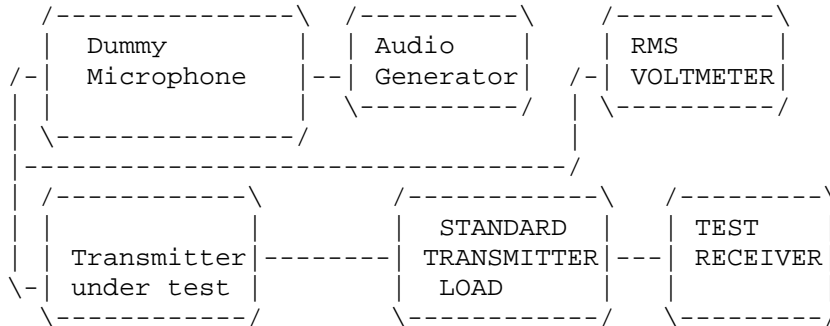 Dummy Audio RMS
Microphone Generator VOLTMETER
STANDARD TEST
Transmitter TRANSMITTER RECEIVER
under test LOAD